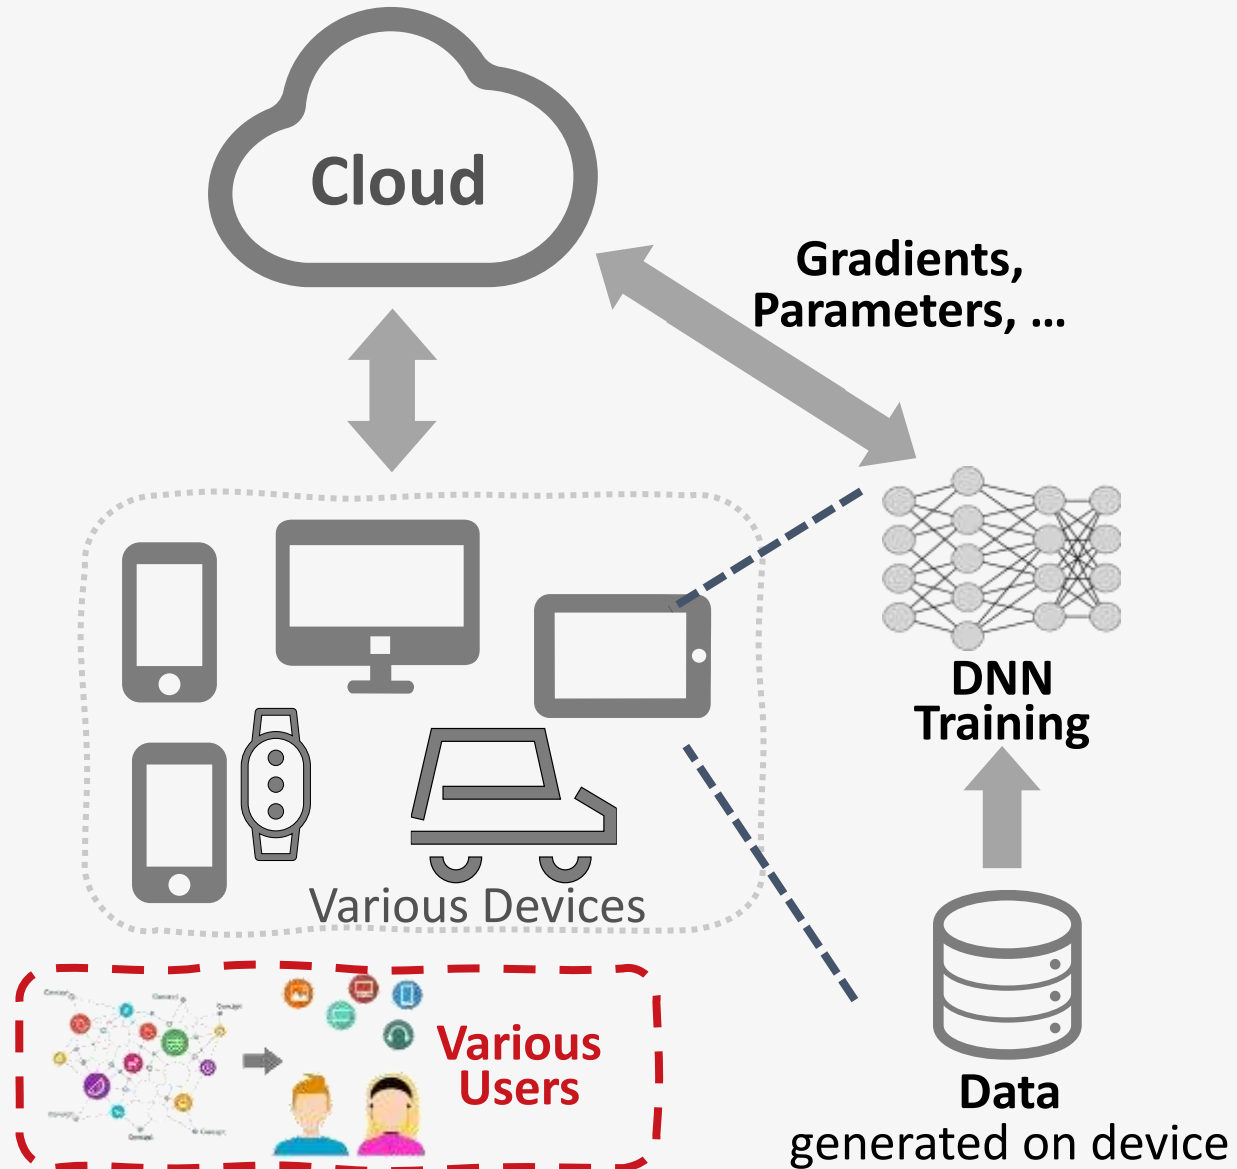 Cloud
Gradients,
Parameters, ...
DNN
Training
Various Devices
Various
Users
Data
generated on device